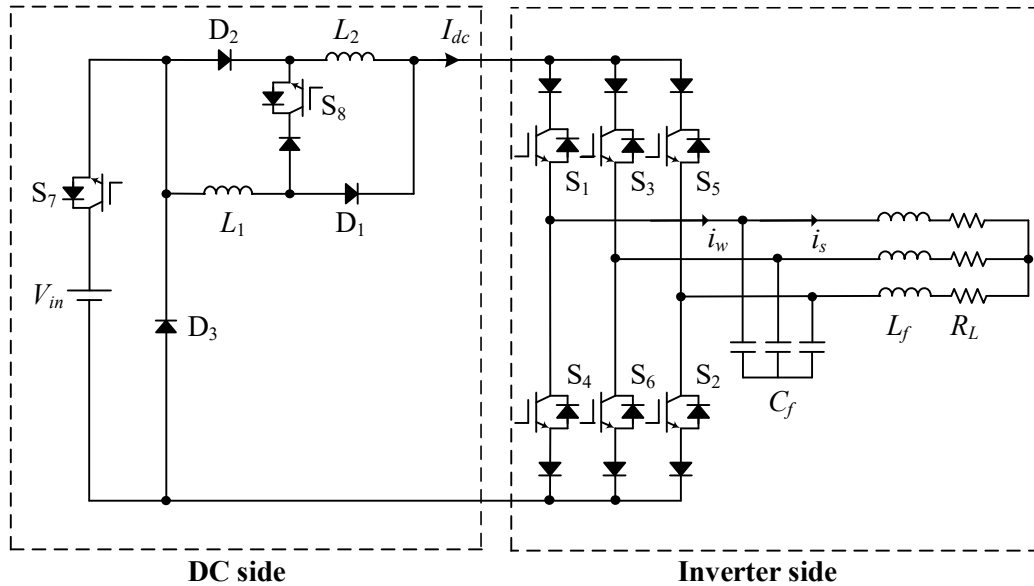 D2 L2 Idc
S8
S7
L1 D1
S1 S3 S5
iw is
Vin
D3
Lf RL
S4 S6 S2
Cf
DC side Inverter side